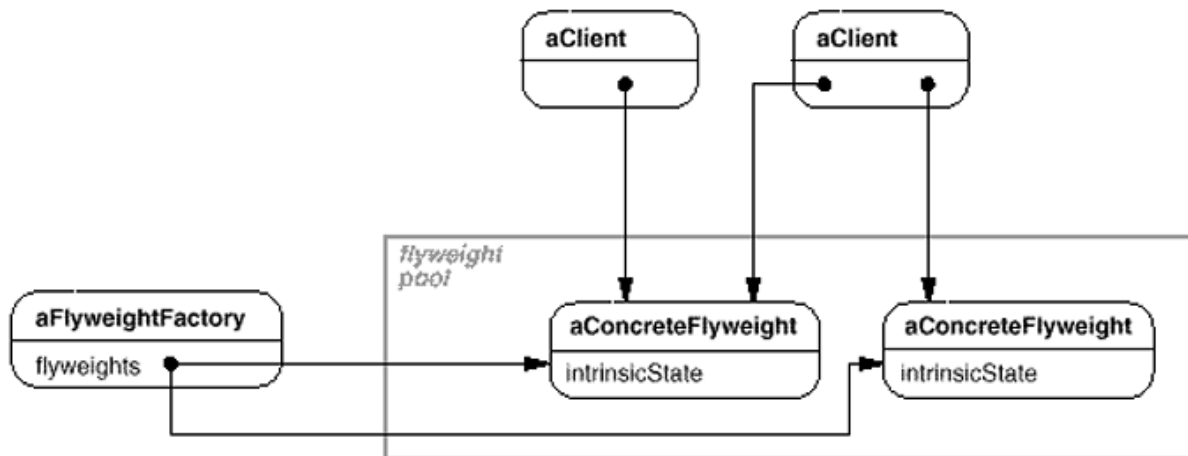 aClient
aClient
flyweight
pool
aFlyweightFactory
flyweights
aConcreteFlyweight
intrinsicState
aConcreteFlyweight
intrinsicState